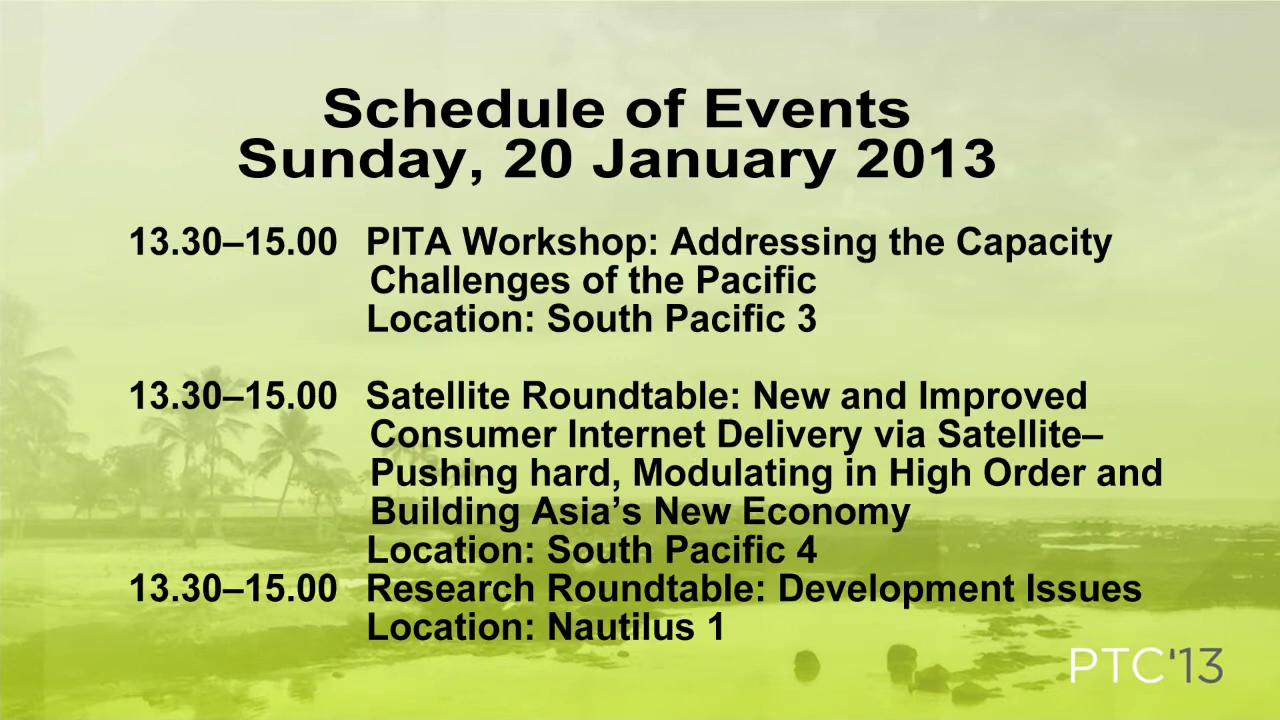 Schedule of Events
Sunday, 20 January 2013
13.30–15.00 PITA Workshop: Addressing the Capacity
Challenges of the Pacific
Location: South Pacific 3
13.30–15.00 Satellite Roundtable: New and Improved
Consumer Internet Delivery via Satellite–
Pushing hard, Modulating in High Order and
Building Asia’s New Economy
Location: South Pacific 4
13.30–15.00 Research Roundtable: Development Issues
Location: Nautilus 1
PTC'13